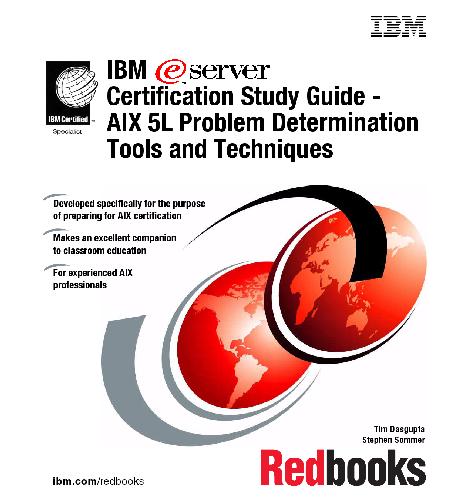 IBM
IBM @server
Certification Study Guide -
AIX 5L Problem Determination
Tools and Techniques
IBM Certified
Specialist
Developed specifically for the purpose
of preparing for AIX certification
Makes an excellent companion
to classroom education
For experienced AIX
professionals
Tim Dasgupta
Stephen Sommer
ibm.com/redbooks
Redbooks